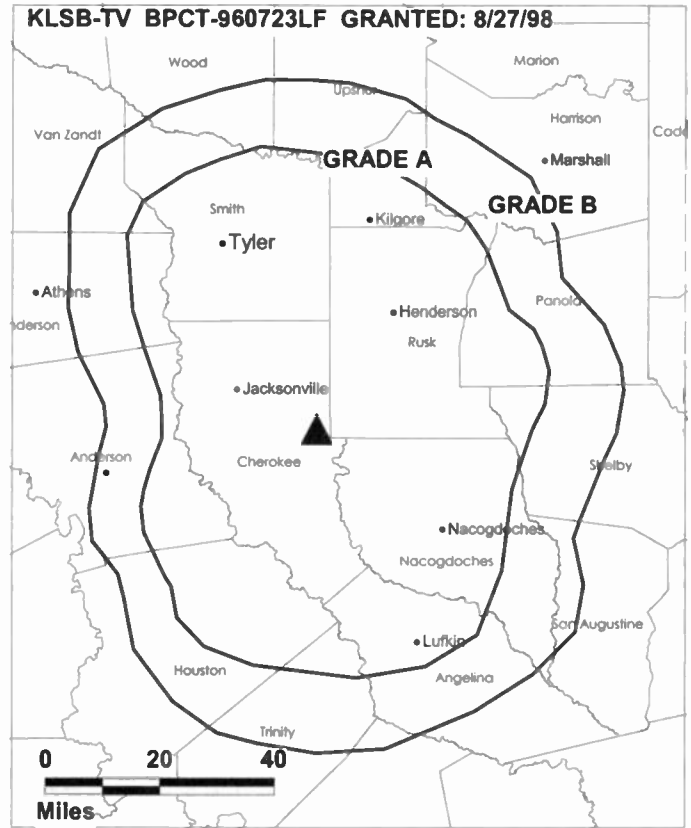 KLSB-TV BPCT-960723LF GRANTED: 8/27/98
Wood
Marion
Upshur
Harrison
Van Zandt
GRADE A
Marshall
Smith
GRADE B
Kilgore
Tyler
Athens
Panola
Henderson
nderson
Rusk
Jacksonville
Anderson
Cherokee
Shelby
Nacogdoches
Nacogdoches
San Augustine
Lufkin
Houston
Angelina
Trinity
0 20 40
Miles